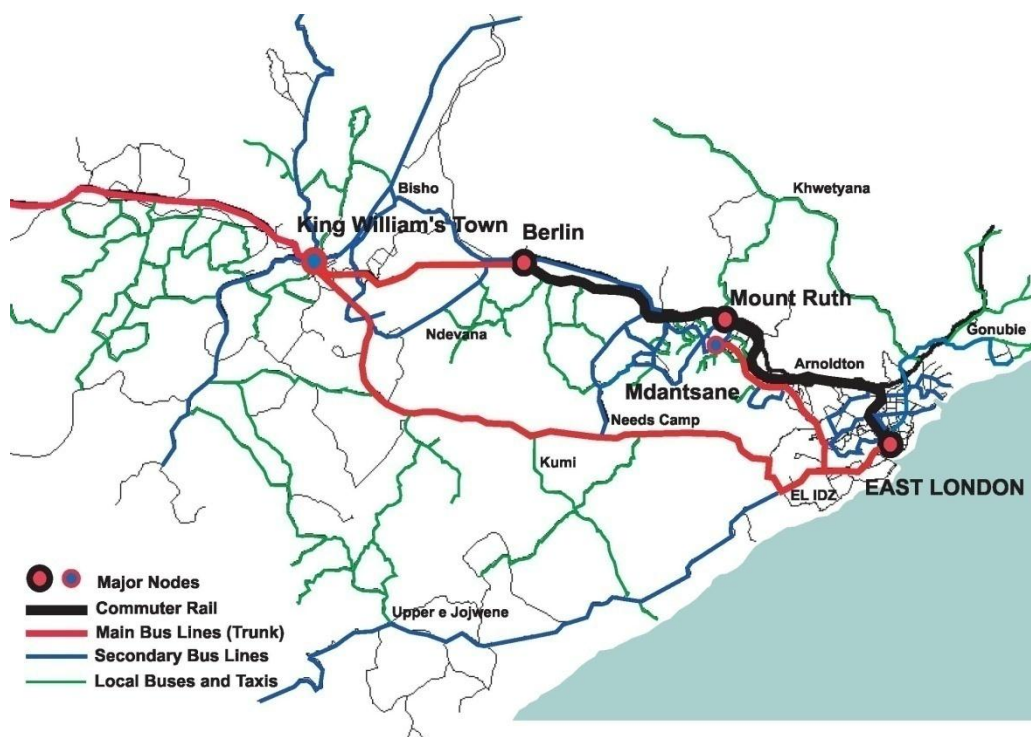 Khwetyana
Bisho
King William's Town
Berlin
Mount Ruth
Gonubie
Ndevana
Arnoldton
Mdantsane
Needs Camp
Kumi
EL IDZ
EAST LONDON
Upper e Jojwene
Major Nodes
Commuter Rail
Main Bus Lines (Trunk)
Secondary Bus Lines
Local Buses and Taxis